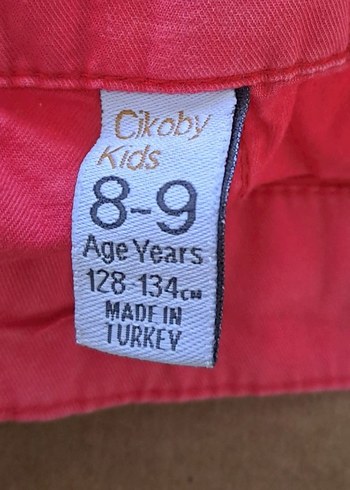 Cikoby
Kids
8-9
Age Years
128-134CM
MADE IN
TURKEY